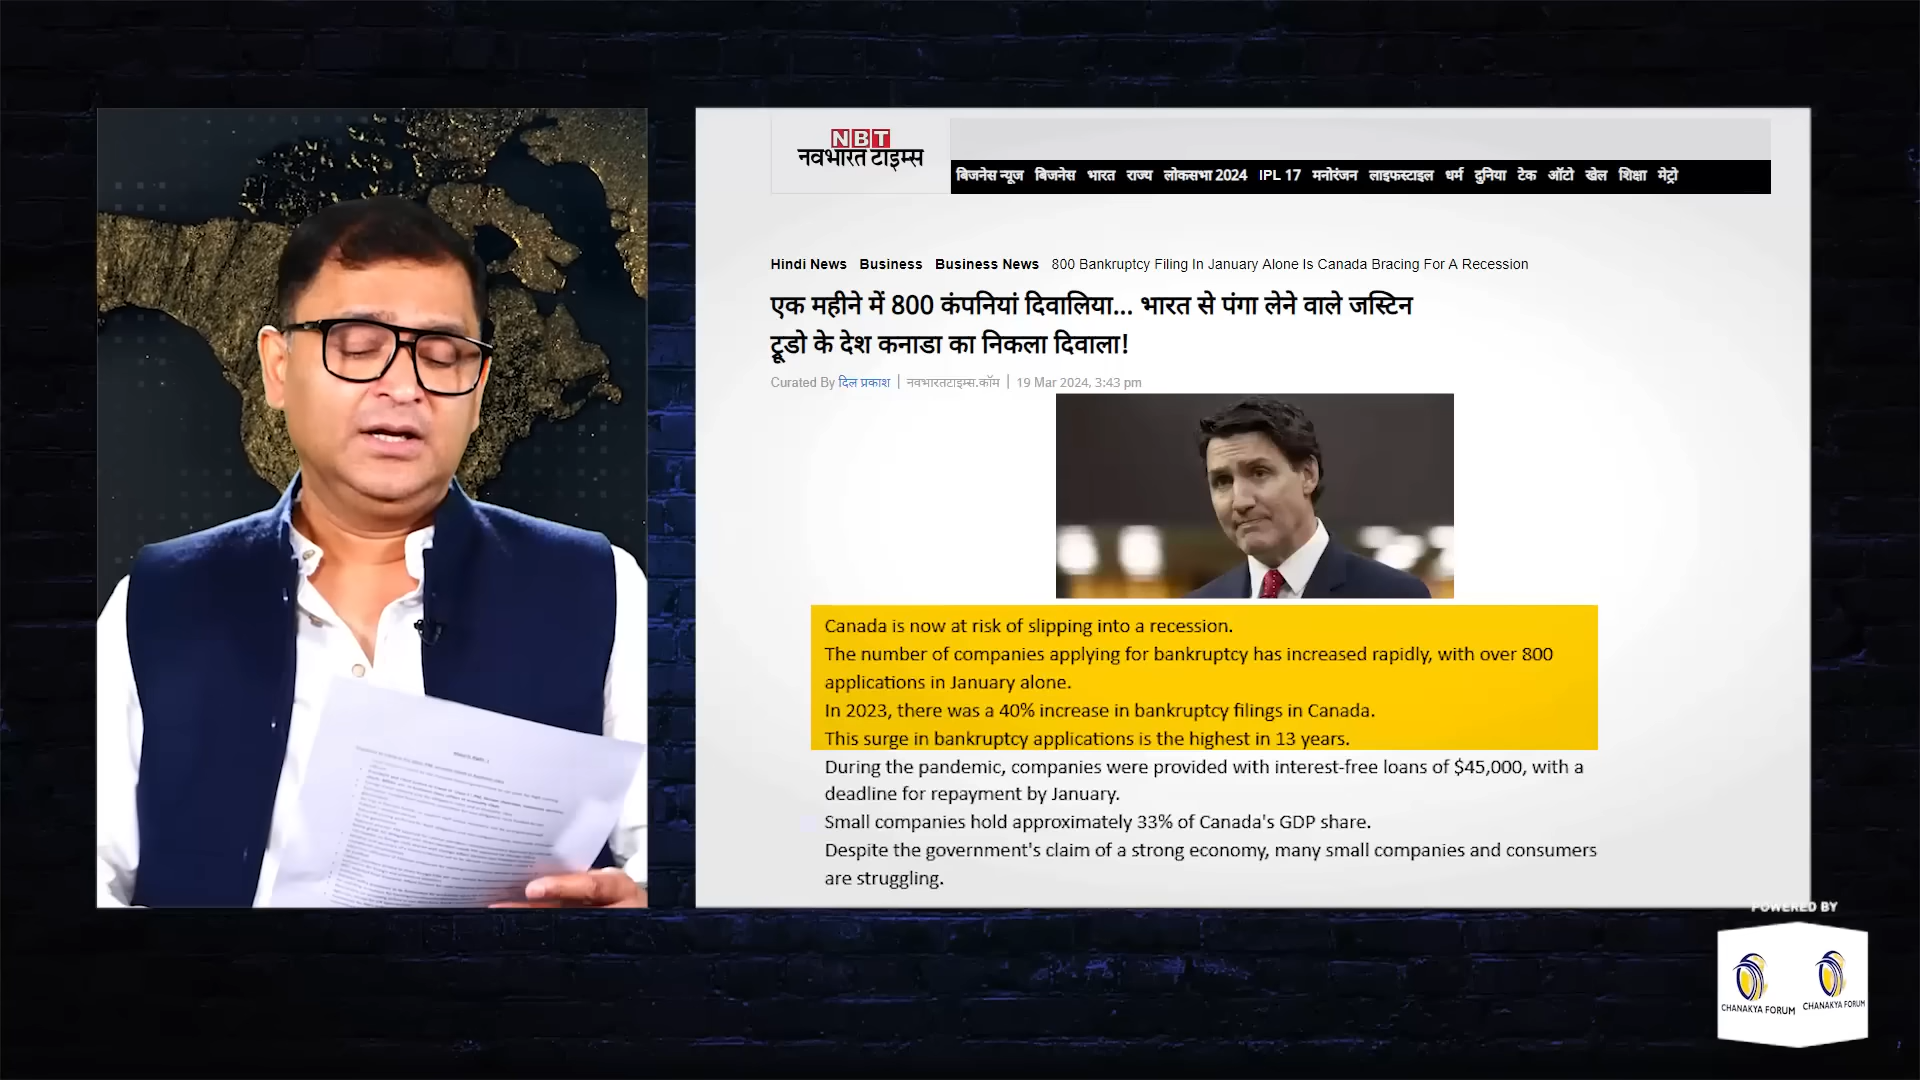 NBT
नवभारत टाइम्स
बिजनेस न्यूज बिजनेस भारत राज्य लोकसभा 2024 IPL 17 मनोरंजन लाइफस्टाइल धर्म दुनिया टेक ऑटो खेल शिक्षा मेट्रो
Hindi News Business Business News 800 Bankruptcy Filing In January Alone Is Canada Bracing For A Recession
एक महीने में 800 कंपनियां दिवालिया... भारत से पंगा लेने वाले जस्टिन
ट्रूडो के देश कनाडा का निकला दिवाला!
Curated By दिल प्रकाश | नवभारतटाइम्स.कॉम | 19 Mar 2024, 3:43 pm
Canada is now at risk of slipping into a recession.
The number of companies applying for bankruptcy has increased rapidly, with over 800
applications in January alone.
In 2023, there was a 40% increase in bankruptcy filings in Canada.
This surge in bankruptcy applications is the highest in 13 years.
During the pandemic, companies were provided with interest-free loans of $45,000, with a
deadline for repayment by January.
Small companies hold approximately 33% of Canada's GDP share.
Despite the government's claim of a strong economy, many small companies and consumers
are struggling.
POWERED BY
CHANAKYA FORUM CHANAKYA FORUM